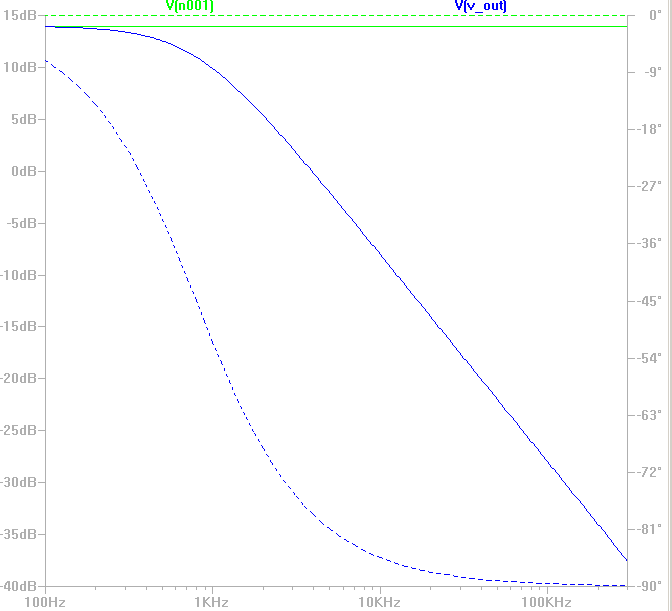 V(n001) V(v_out)
15dB 0°
10dB -9°
5dB -18°
0dB -27°
-5dB -36°
-10dB -45°
-15dB -54°
-20dB -63°
-25dB -72°
-30dB -81°
-35dB -90°
-40dB
100Hz 1KHz 10KHz 100KHz